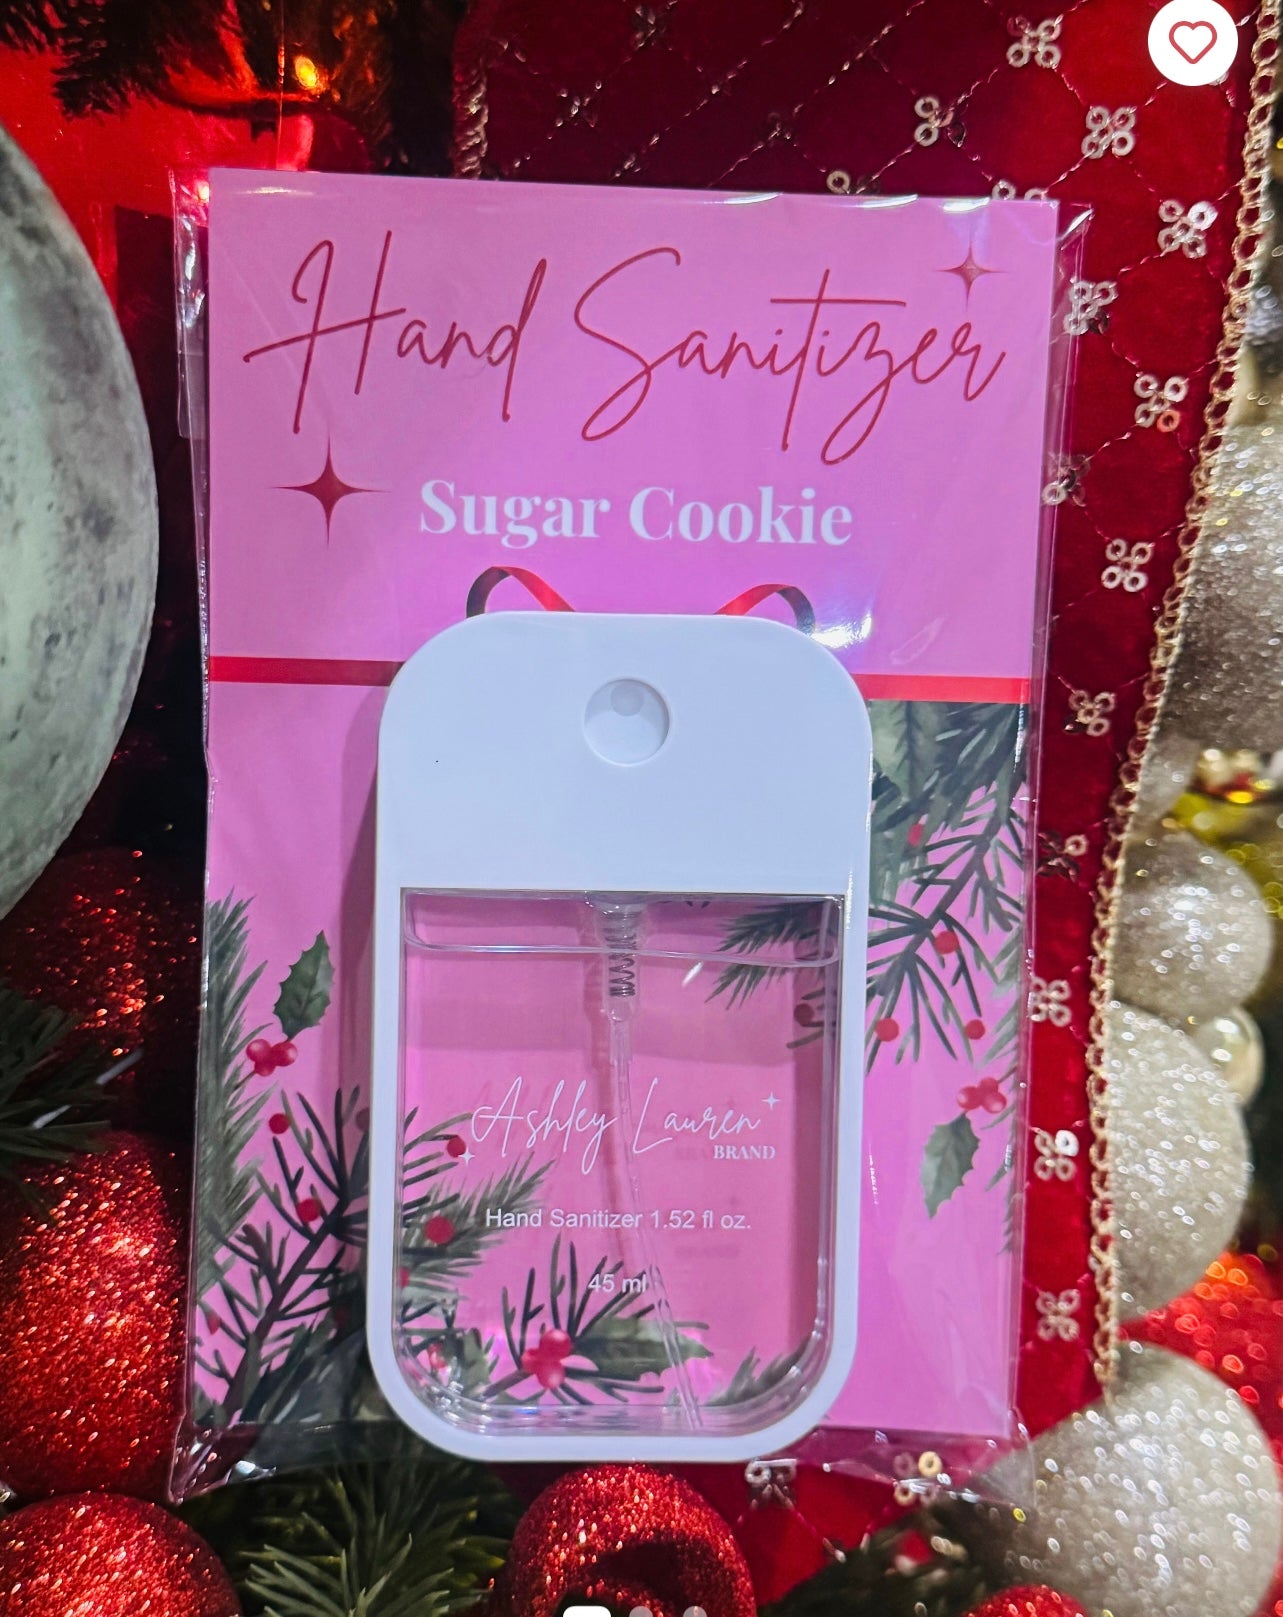 Hand Sanitizer
Sugar Cookie
Ashley Lauren
BRAND
Hand Sanitizer 1.52 fl oz.
45 ml